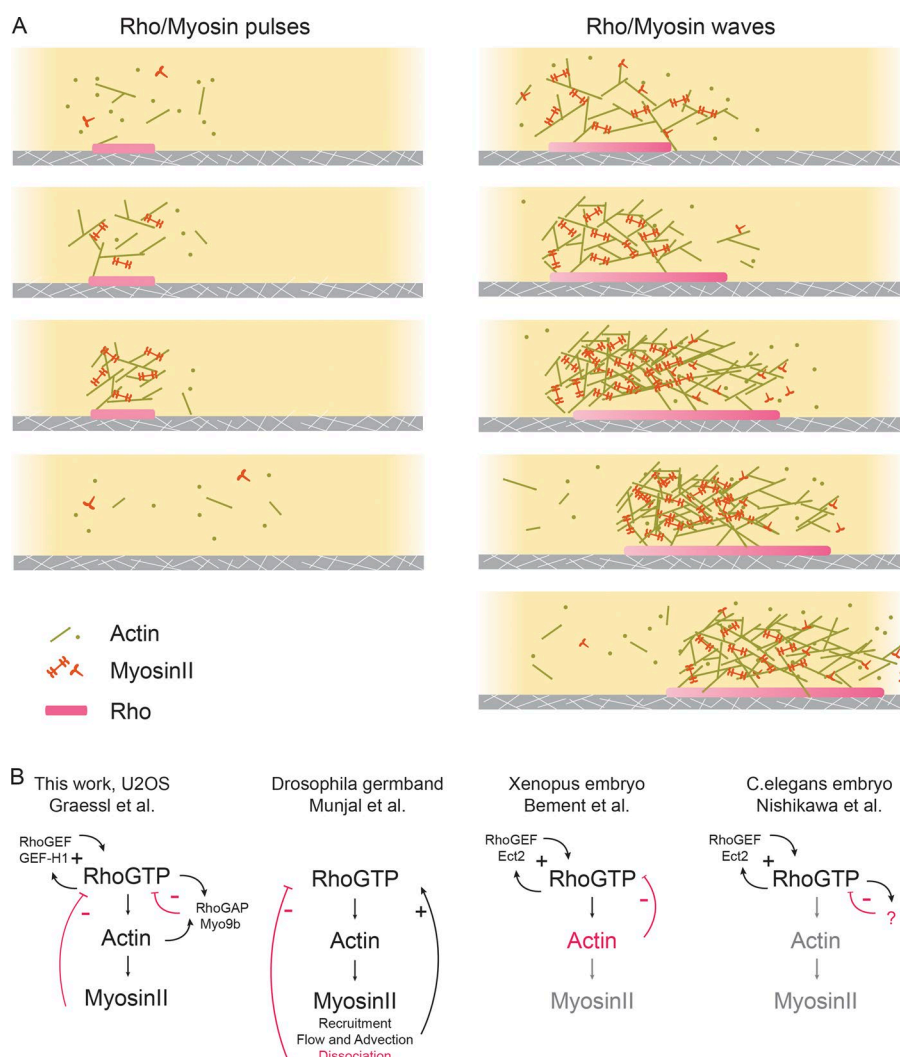 A
Rho/Myosin pulses
Rho/Myosin waves
Actin
MyosinII
Rho
B
This work, U2OS
Graessl et al.
RhoGEF
GEF-H1
+
RhoGTP
-
-
RhoGAP
Myo9b
Actin
MyosinII
Drosophila germband
Munjal et al.
RhoGTP
-
+
Actin
MyosinII
Recruitment
Flow and Advection
Dissociation
Xenopus embryo
Bement et al.
RhoGEF
Ect2
+
RhoGTP
-
Actin
MyosinII
C.elegans embryo
Nishikawa et al.
RhoGEF
Ect2
+
RhoGTP
-
?
Actin
MyosinII